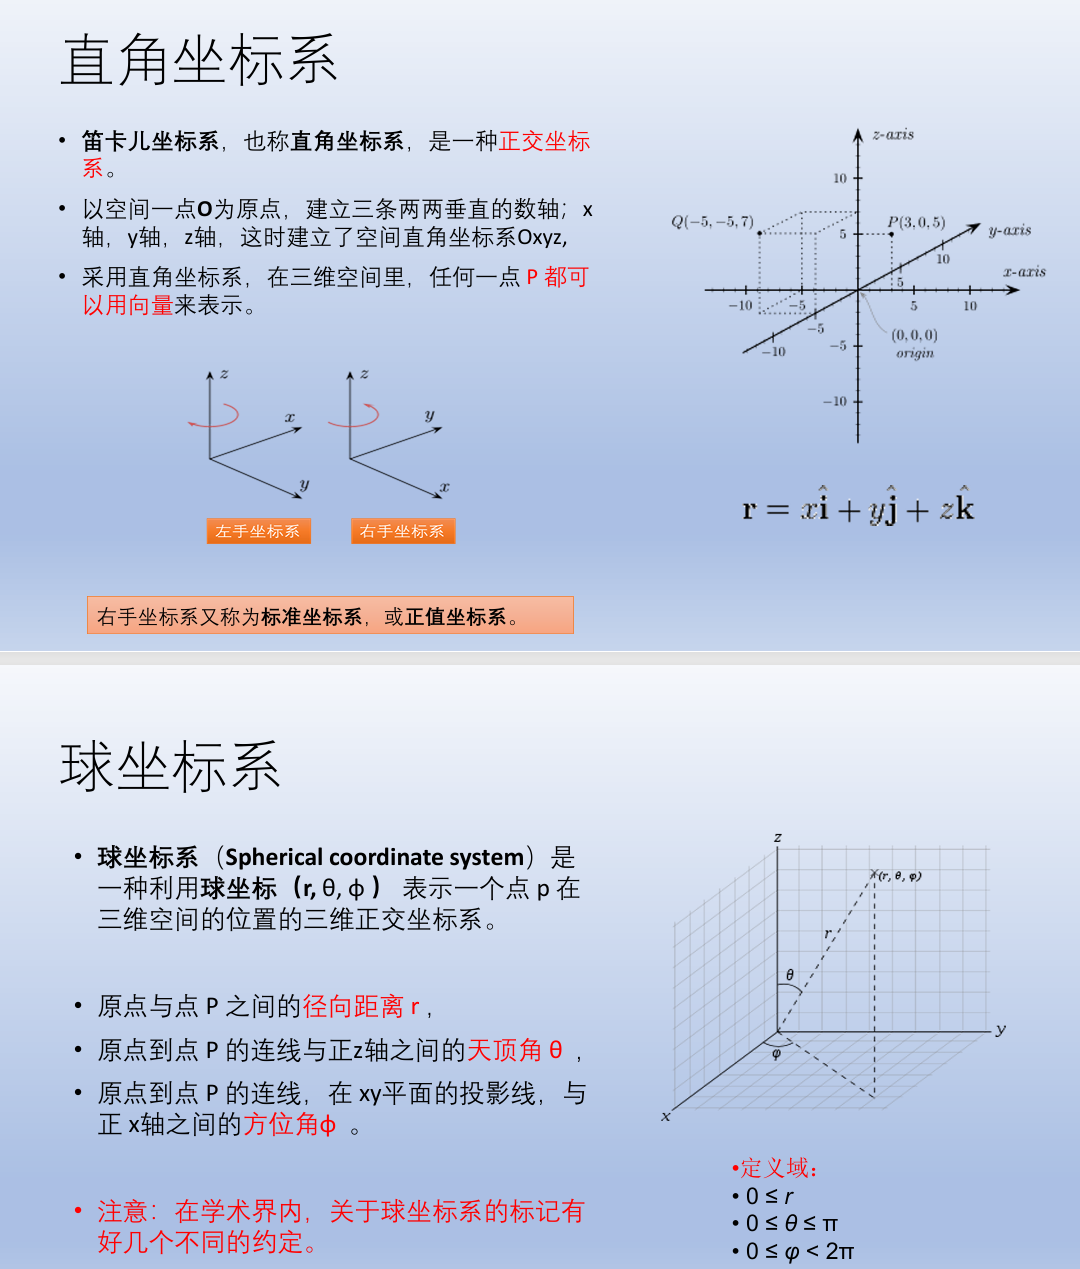 直角坐标系
• 笛卡儿坐标系，也称直角坐标系，是一种正交坐标
系。
• 以空间一点O为原点，建立三条两两垂直的数轴；x
轴，y轴，z轴，这时建立了空间直角坐标系Oxyz,
• 采用直角坐标系，在三维空间里，任何一点 P 都可
以用向量来表示。
z-axis
10
Q(−5,−5,7)
P(3,0,5)
5
y-axis
10
x-axis
5
−10
−5
5
10
−5
(0,0,0)
−5
origin
−10
−10
z
x
y
z
y
x
左手坐标系
右手坐标系
r = xî + yĵ + zk̂
右手坐标系又称为标准坐标系，或正值坐标系。
球坐标系
• 球坐标系（Spherical coordinate system）是
一种利用球坐标（r, θ, ϕ ） 表示一个点 p 在
三维空间的位置的三维正交坐标系。
• 原点与点 P 之间的径向距离 r ，
• 原点到点 P 的连线与正z轴之间的天顶角 θ ，
• 原点到点 P 的连线，在 xy平面的投影线，与
正 x轴之间的方位角ϕ 。
• 注意：在学术界内，关于球坐标系的标记有
好几个不同的约定。
z
(r, θ, φ)
r
θ
y
φ
x
•定义域：
• 0 ≤ r
• 0 ≤ θ ≤ π
• 0 ≤ φ < 2π